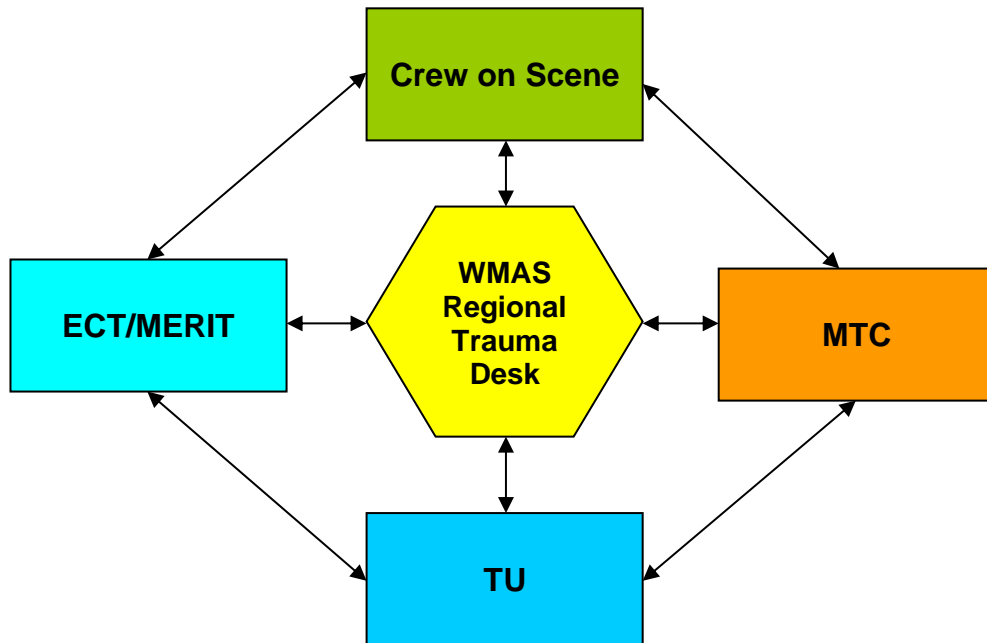 Crew on Scene
WMAS
Regional
Trauma
Desk
ECT/MERIT
MTC
TU